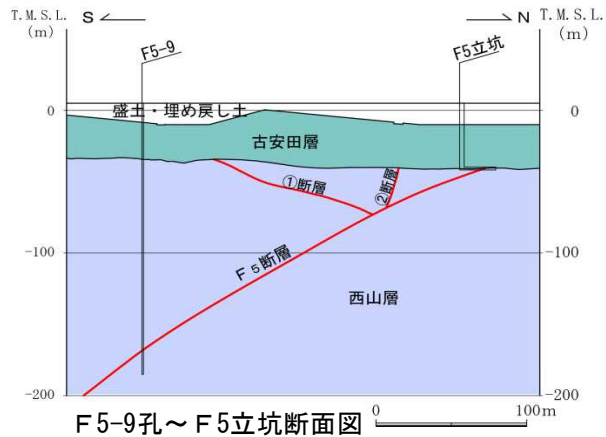 T.M.S.L.
(m)
S
N
T.M.S.L.
(m)
F5-9
F5立坑
0
盛土・埋め戻し土
0
古安田層
①断層
②断層
-100
-100
F5断層
西山層
-200
-200
F5-9孔～F5立坑断面図
0
100m